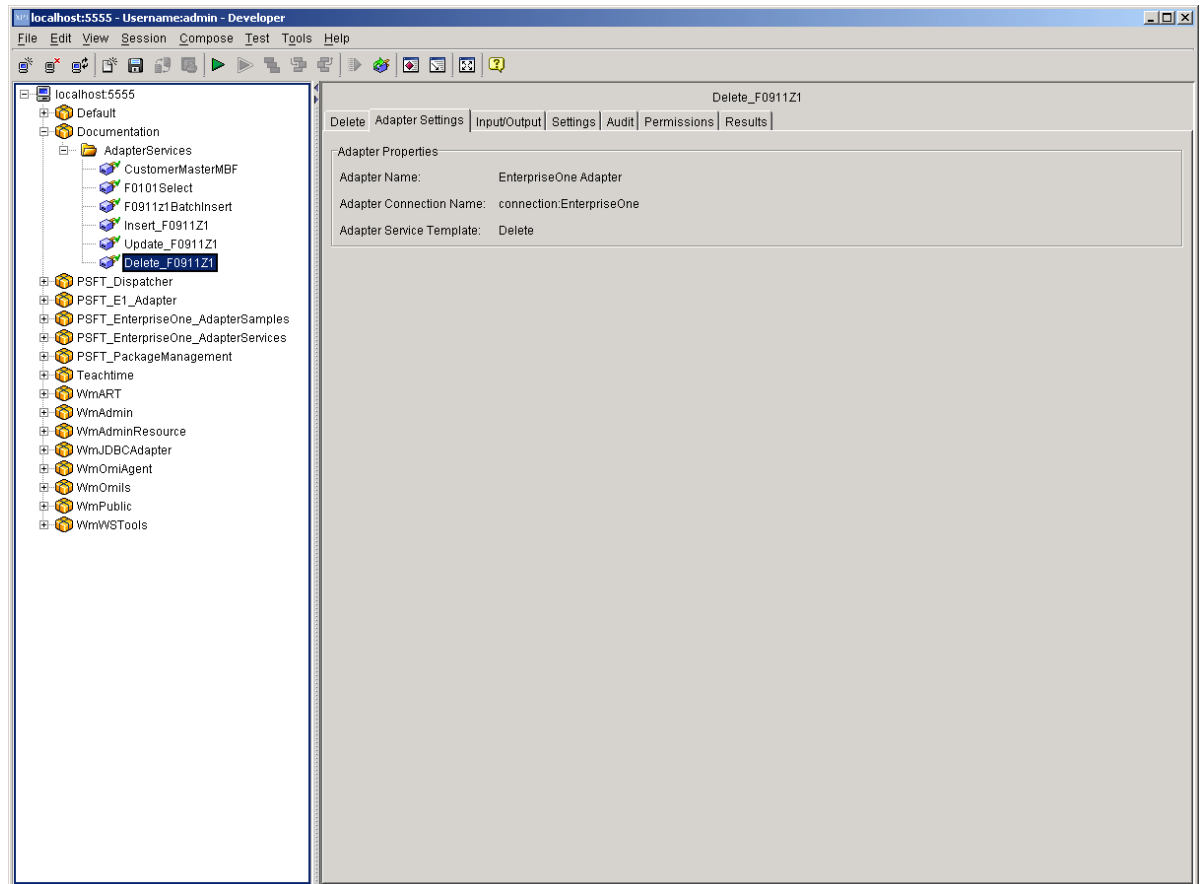 XPI localhost:5555 - Username:admin - Developer
File Edit View Session Compose Test Tools Help
localhost:5555
Default
Documentation
AdapterServices
CustomerMasterMBF
F0101Select
F0911z1BatchInsert
Insert_F0911Z1
Update_F0911Z1
Delete_F0911Z1
PSFT_Dispatcher
PSFT_E1_Adapter
PSFT_EnterpriseOne_AdapterSamples
PSFT_EnterpriseOne_AdapterServices
PSFT_PackageManagement
Teachtime
WmART
WmAdmin
WmAdminResource
WmJDBCAdapter
WmOmiAgent
WmOmils
WmPublic
WmWSTools
Delete_F0911Z1
Delete Adapter Settings Input/Output Settings Audit Permissions Results
Adapter Properties
Adapter Name: EnterpriseOne Adapter
Adapter Connection Name: connection:EnterpriseOne
Adapter Service Template: Delete